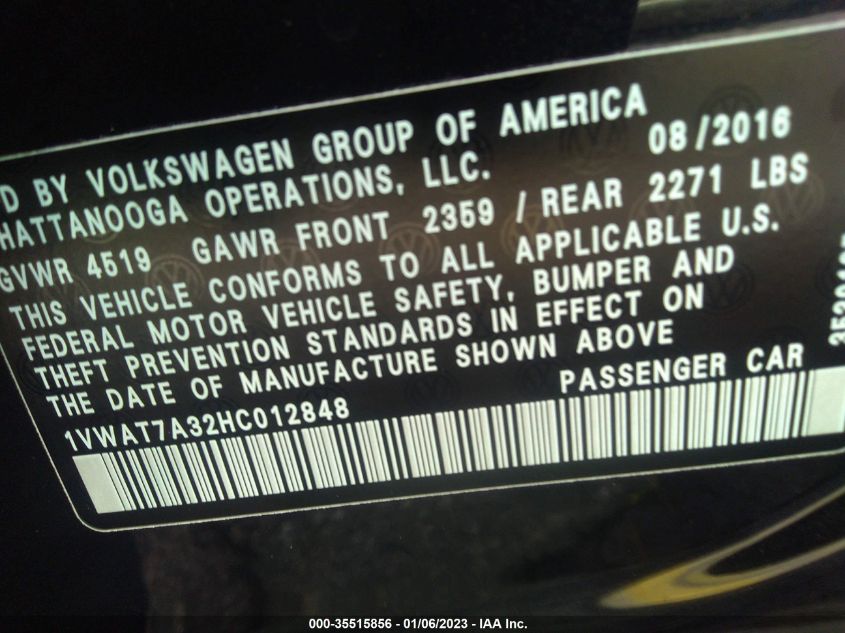 D BY VOLKSWAGEN GROUP OF AMERICA
HATTANOOGA OPERATIONS, LLC. 08/2016
GVWR 4519 GAWR FRONT 2359 / REAR 2271 LBS
THIS VEHICLE CONFORMS TO ALL APPLICABLE U.S.
FEDERAL MOTOR VEHICLE SAFETY, BUMPER AND
THEFT PREVENTION STANDARDS IN EFFECT ON
THE DATE OF MANUFACTURE SHOWN ABOVE
1VWAT7A32HC012848 PASSENGER CAR
000-35515856 - 01/06/2023 - IAA Inc.